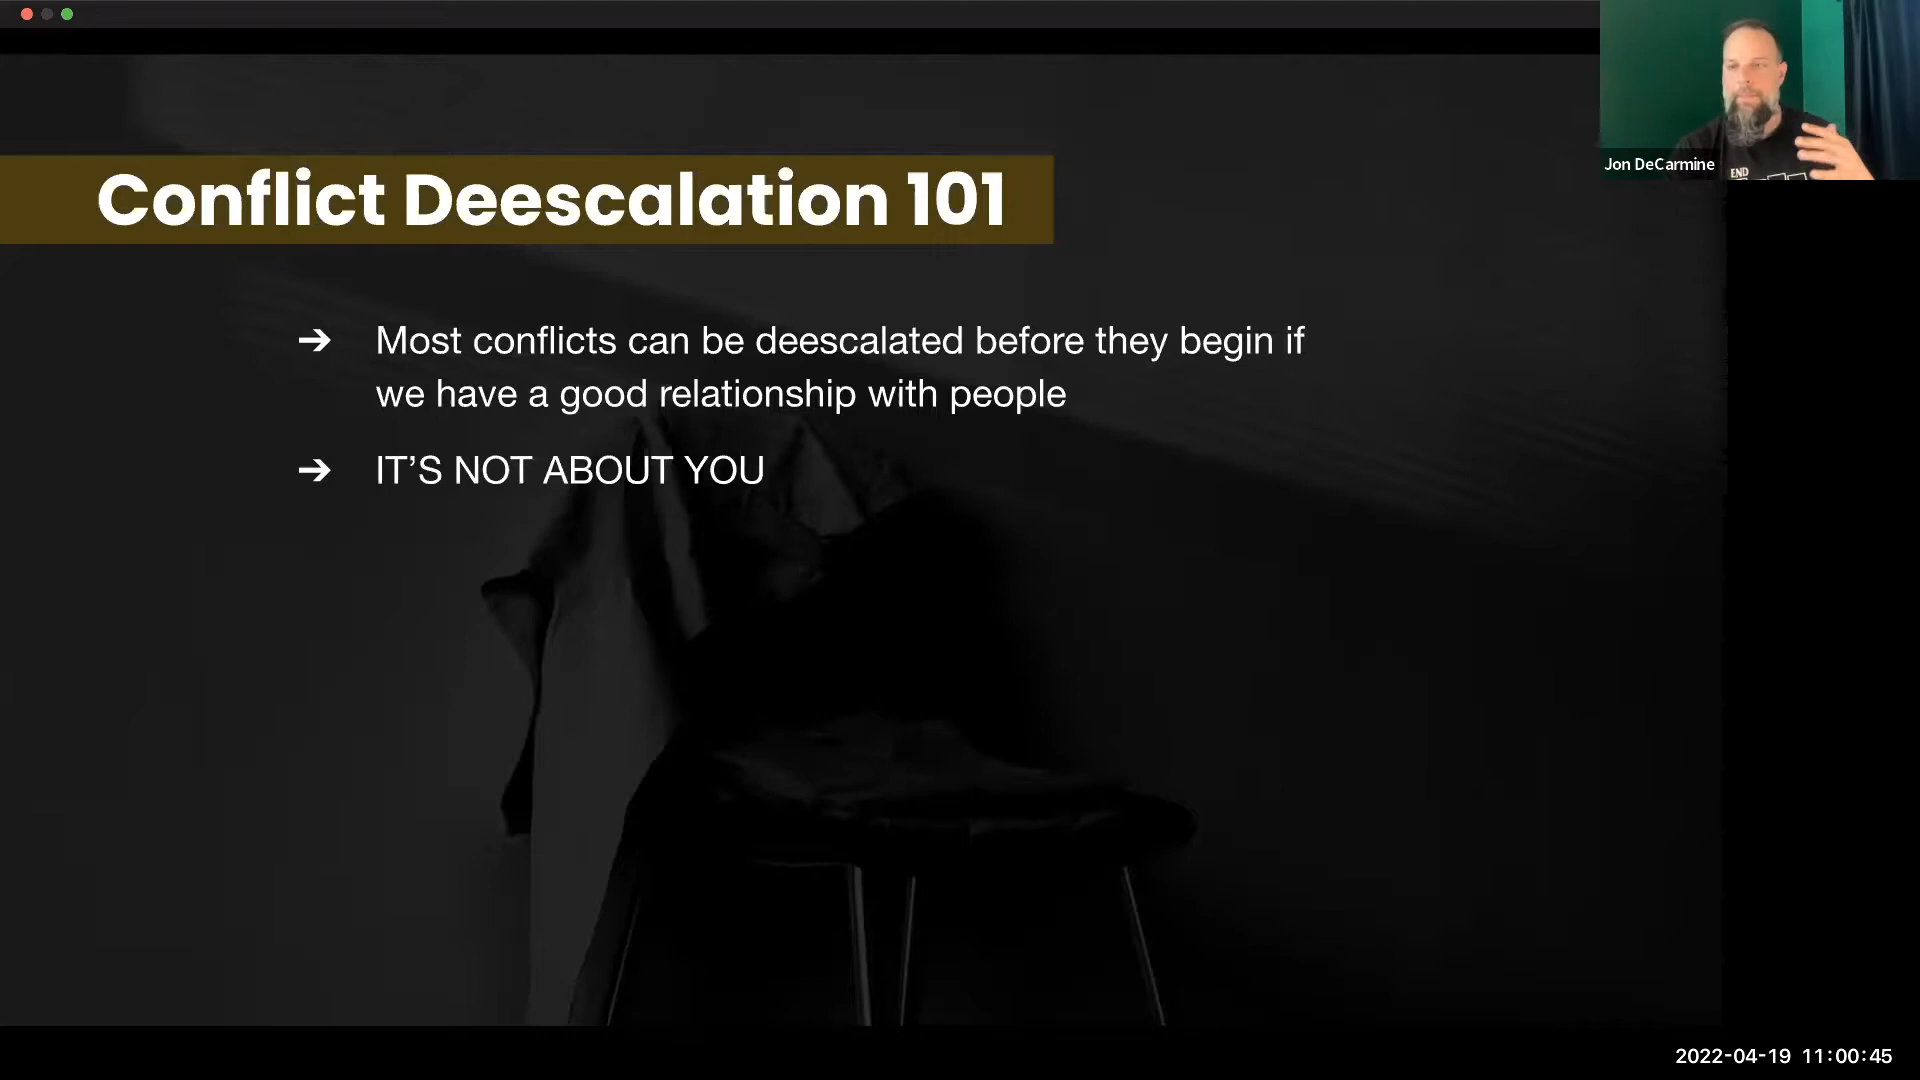 Conflict Deescalation 101
➔ Most conflicts can be deescalated before they begin if
we have a good relationship with people
➔ IT’S NOT ABOUT YOU
Jon DeCarmine
END
2022-04-19 11:00:45